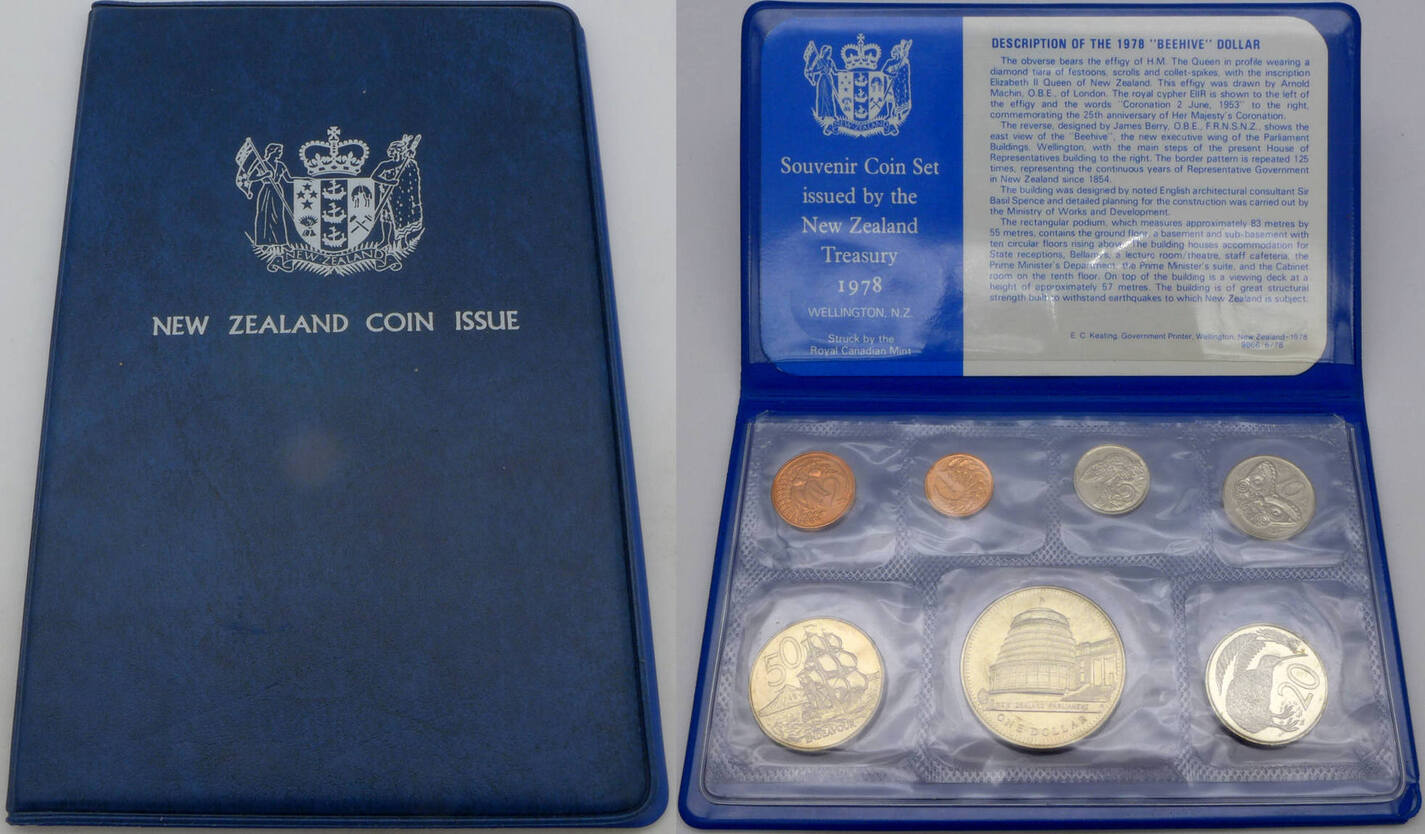 NEW ZEALAND
NEW ZEALAND COIN ISSUE
NEW ZEALAND
Souvenir Coin Set
issued by the
New Zealand
Treasury
1978
WELLINGTON, N.Z.
Struck by the
Royal Canadian Mint
DESCRIPTION OF THE 1978 "BEEHIVE" DOLLAR
The obverse bears the effigy of H.M. The Queen in profile wearing a
diamond tiara of festoons, scrolls and collet-spikes, with the inscription
Elizabeth II Queen of New Zealand. This effigy was drawn by Arnold
Machin, O.B.E., of London. The royal cypher EIIR is shown to the left of
the effigy and the words "Coronation 2 June, 1953" to the right,
commemorating the 25th anniversary of Her Majesty's Coronation.
The reverse, designed by James Berry, O.B.E., F.R.N.S.N.Z., shows the
east view of the "Beehive", the new executive wing of the Parliament
Buildings, Wellington, with the main steps of the present House of
Representatives building to the right. The border pattern is repeated 125
times, representing the continuous years of Representative Government
in New Zealand since 1854.
The building was designed by noted English architectural consultant Sir
Basil Spence and detailed planning for the construction was carried out by
the Ministry of Works and Development.
The rectangular podium, which measures approximately 83 metres by
55 metres, contains the ground floor, a basement and sub-basement with
ten circular floors rising above. The building houses accommodation for
State receptions, Bellamys, a lecture room/theatre, staff cafeteria, the
Prime Minister's Department, the Prime Minister's suite, and the Cabinet
room on the tenth floor. On top of the building is a viewing deck at a
height of approximately 57 metres. The building is of great structural
strength built to withstand earthquakes to which New Zealand is subject.
E. C. Keating, Government Printer, Wellington, New Zealand—1978
2
1
5
10
50
ENDEAVOUR
NEW ZEALAND PARLIAMENT
ONE DOLLAR
20